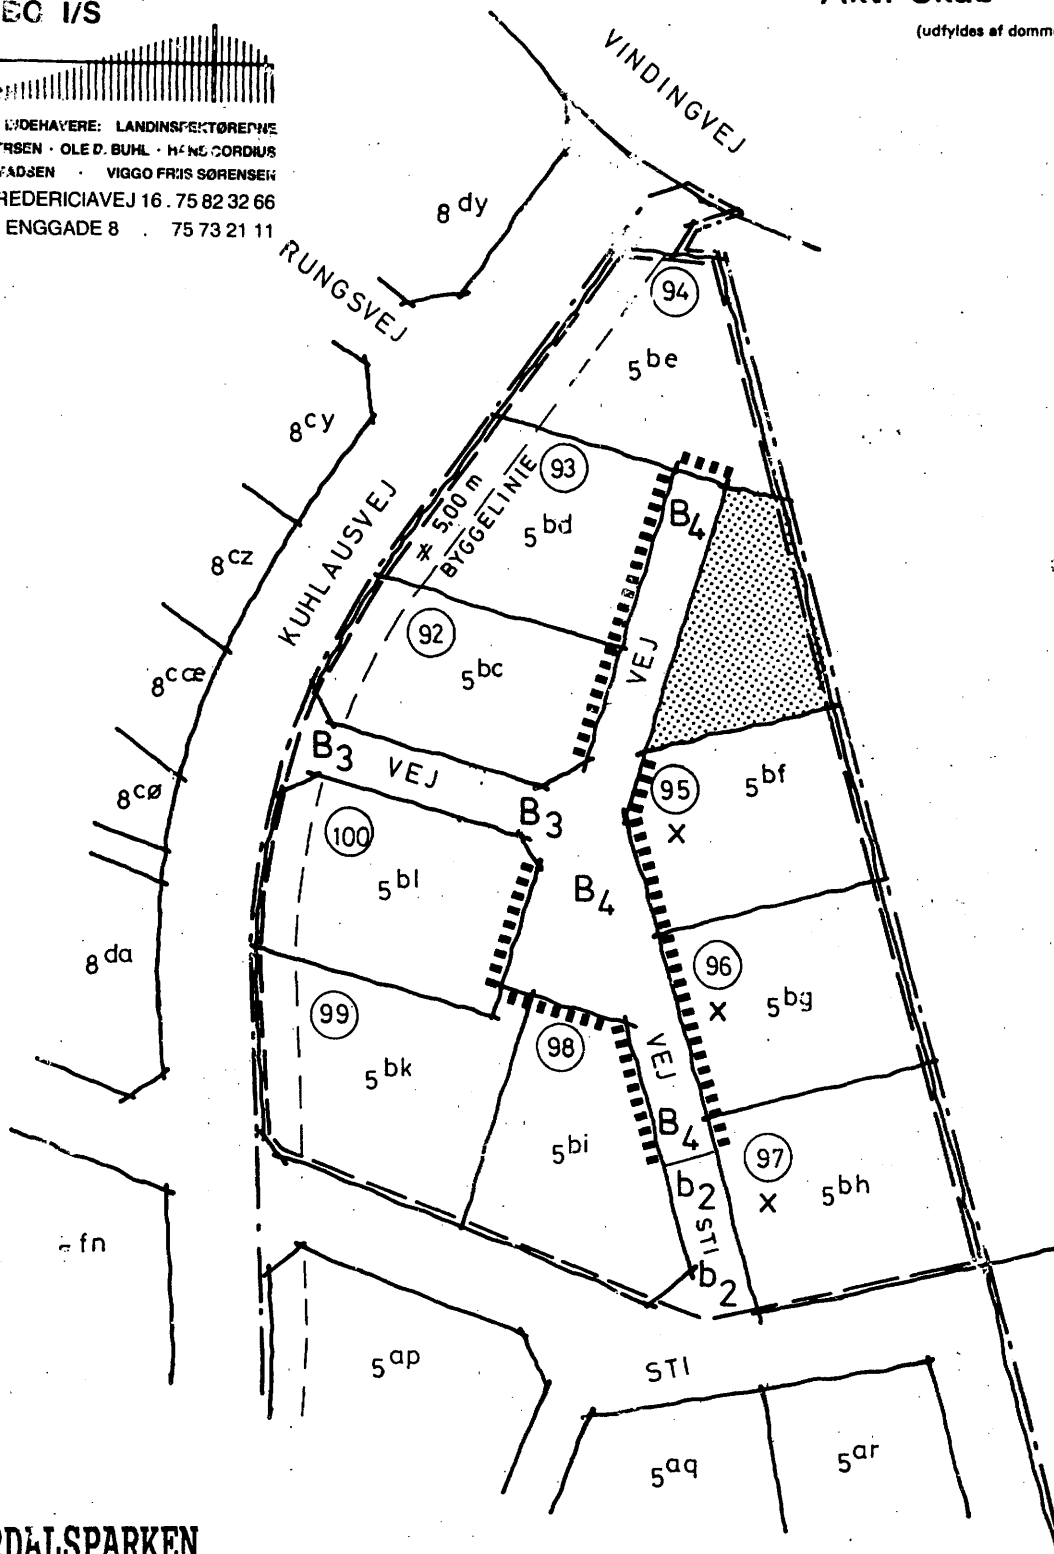 I/S
(udfyldes af domm
LANDINSPEKTØRERNE
OLE D. BUHL · HANS CORDIUS
· VIGGO FRIIS SØRENSEN
REDERICIAVEJ 16 . 75 82 32 66
ENGGADE 8 . 75 73 21 11
VINDINGVEJ
8 dy
RUNGSVEJ
94
5 be
8 cy
93
* 5.00 m
BYGGELINIE
5 bd
B4
KUHLAUSVEJ
8 cz
92
5 bc
VEJ
8 cæ
B3
VEJ
95
5 bf
x
8 cø
B3
100
5 bl
B4
8 da
96
5 bg
x
99
5 bk
98
VEJ
5 bi
B4
97
5 bh
x
b2
STI
b2
fn
5 ap
STI
5 aq
5 ar
DALSPARKEN